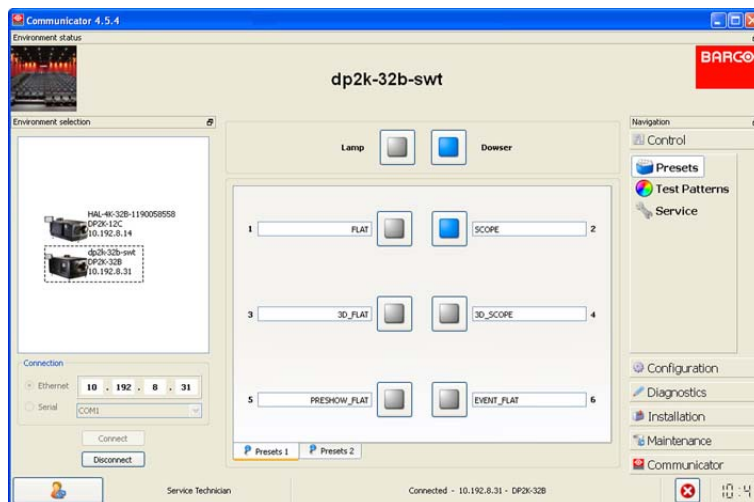 Communicator 4.5.4
Environment status
dp2k-32b-swt
BARCO
Environment selection
HAL-4K-32B-1190058558
DP2K-12C
10.192.8.14
dp2k-32b-swt
DP2K-32B
10.192.8.31
Connection
Ethernet 10 . 192 . 8 . 31
Serial COM1
Connect
Disconnect
Lamp Dowser
1 FLAT SCOPE 2
3 3D_FLAT 3D_SCOPE 4
5 PRESHOW_FLAT EVENT_FLAT 6
Presets 1 Presets 2
Navigation
Control
Presets
Test Patterns
Service
Configuration
Diagnostics
Installation
Maintenance
Communicator
Service Technician Connected - 10.192.8.31 - DP2K-32B